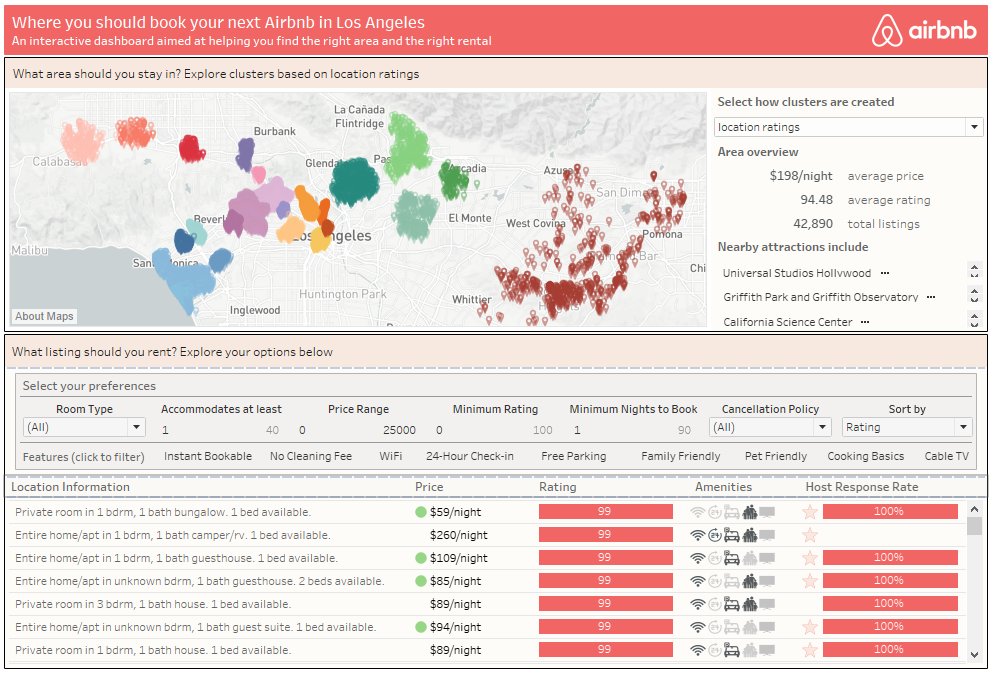 Where you should book your next Airbnb in Los Angeles
An interactive dashboard aimed at helping you find the right area and the right rental
airbnb
What area should you stay in? Explore clusters based on location ratings
La Cañada
Flintridge
Burbank
Calabas
Glenda
Pas
Arcadia
Azusa
San Dim
Beverl
El Monte
West Covina
Los Angeles
Pomona
Bar
Malibu
Santa Monica
Chi
Huntington Park
Whittier
Inglewood
Heights
About Maps
Select how clusters are created
location ratings
Area overview
$198/night average price
94.48 average rating
42,890 total listings
Nearby attractions include
Universal Studios Hollywood ...
Griffith Park and Griffith Observatory ...
California Science Center ...
What listing should you rent? Explore your options below
Select your preferences
Room Type Accommodates at least Price Range Minimum Rating Minimum Nights to Book Cancellation Policy Sort by
(All) 1 40 0 25000 0 100 1 90 (All) Rating
Features (click to filter) Instant Bookable No Cleaning Fee WiFi 24-Hour Check-in Free Parking Family Friendly Pet Friendly Cooking Basics Cable TV
Location Information Price Rating Amenities Host Response Rate
Private room in 1 bdrm, 1 bath bungalow. 1 bed available. $59/night 99 100%
Entire home/apt in 1 bdrm, 1 bath camper/rv. 1 bed available. $260/night 99
Entire home/apt in 1 bdrm, 1 bath guesthouse. 1 bed available. $109/night 99 100%
Entire home/apt in unknown bdrm, 1 bath guesthouse. 2 beds available. $85/night 99 100%
Private room in 3 bdrm, 1 bath house. 1 bed available. $89/night 99 100%
Entire home/apt in unknown bdrm, 1 bath guest suite. 1 bed available. $94/night 99 100%
Private room in 1 bdrm, 1 bath house. 1 bed available. $89/night 99 100%